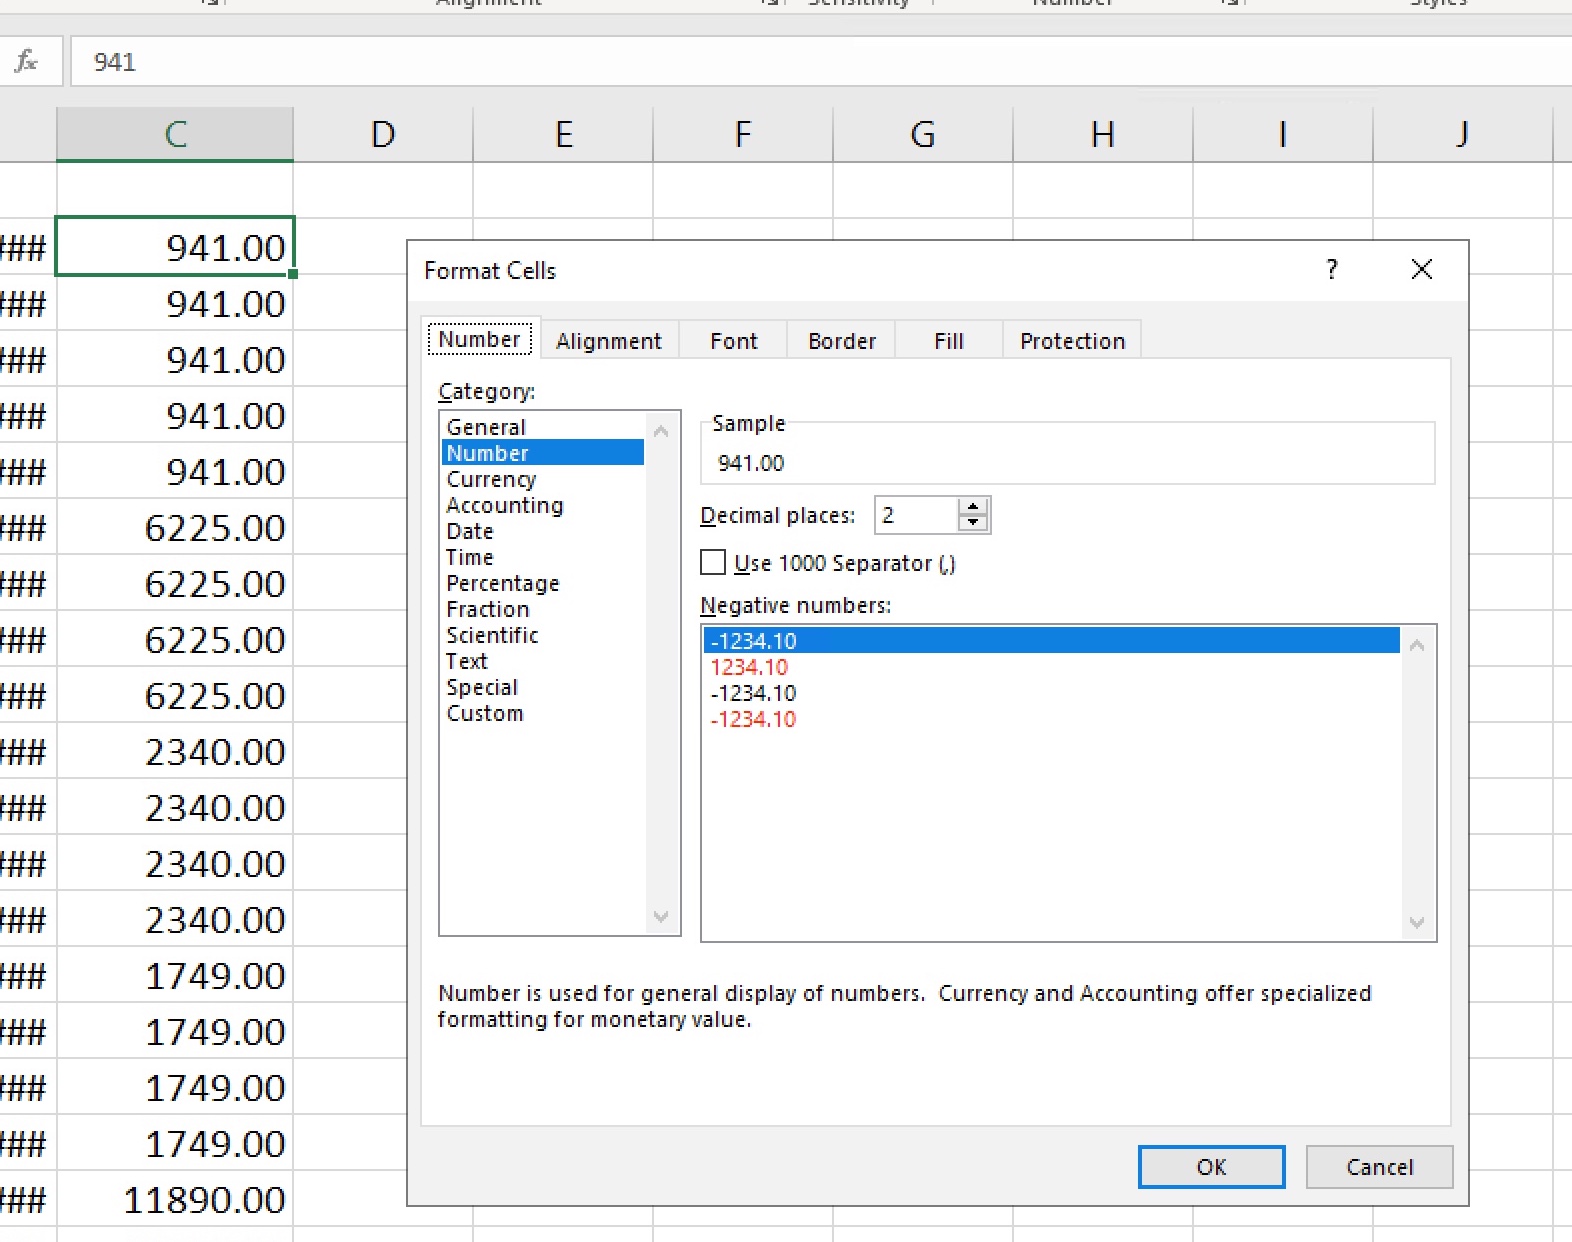 Alignment Sensitivity Number Styles
fx 941
C D E F G H I J
### 941.00
### 941.00
### 941.00
### 941.00
### 941.00
### 6225.00
### 6225.00
### 6225.00
### 6225.00
### 2340.00
### 2340.00
### 2340.00
### 2340.00
### 1749.00
### 1749.00
### 1749.00
### 1749.00
### 11890.00
Format Cells ?
Number Alignment Font Border Fill Protection
Category:
General
Number
Currency
Accounting
Date
Time
Percentage
Fraction
Scientific
Text
Special
Custom
Sample
941.00
Decimal places: 2
Use 1000 Separator (,)
Negative numbers:
-1234.10
1234.10
-1234.10
-1234.10
Number is used for general display of numbers. Currency and Accounting offer specialized
formatting for monetary value.
OK Cancel